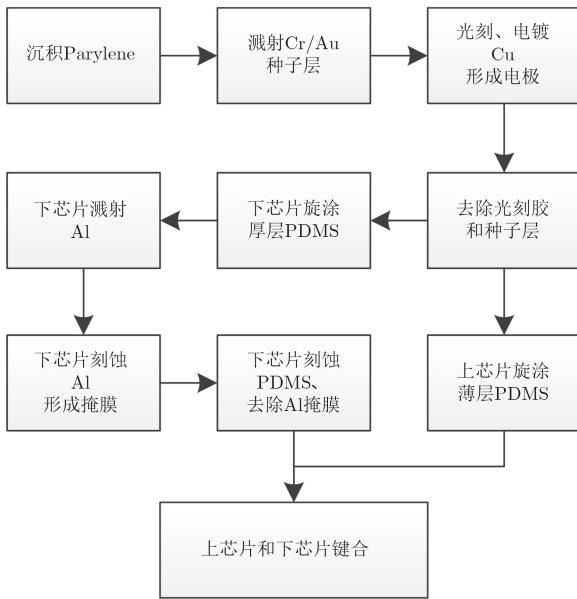 沉积Parylene
溅射Cr/Au
种子层
光刻、电镀
Cu
形成电极
下芯片溅射
Al
下芯片旋涂
厚层PDMS
去除光刻胶
和种子层
下芯片刻蚀
Al
形成掩膜
下芯片刻蚀
PDMS、
去除Al掩膜
上芯片旋涂
薄层PDMS
上芯片和下芯片键合